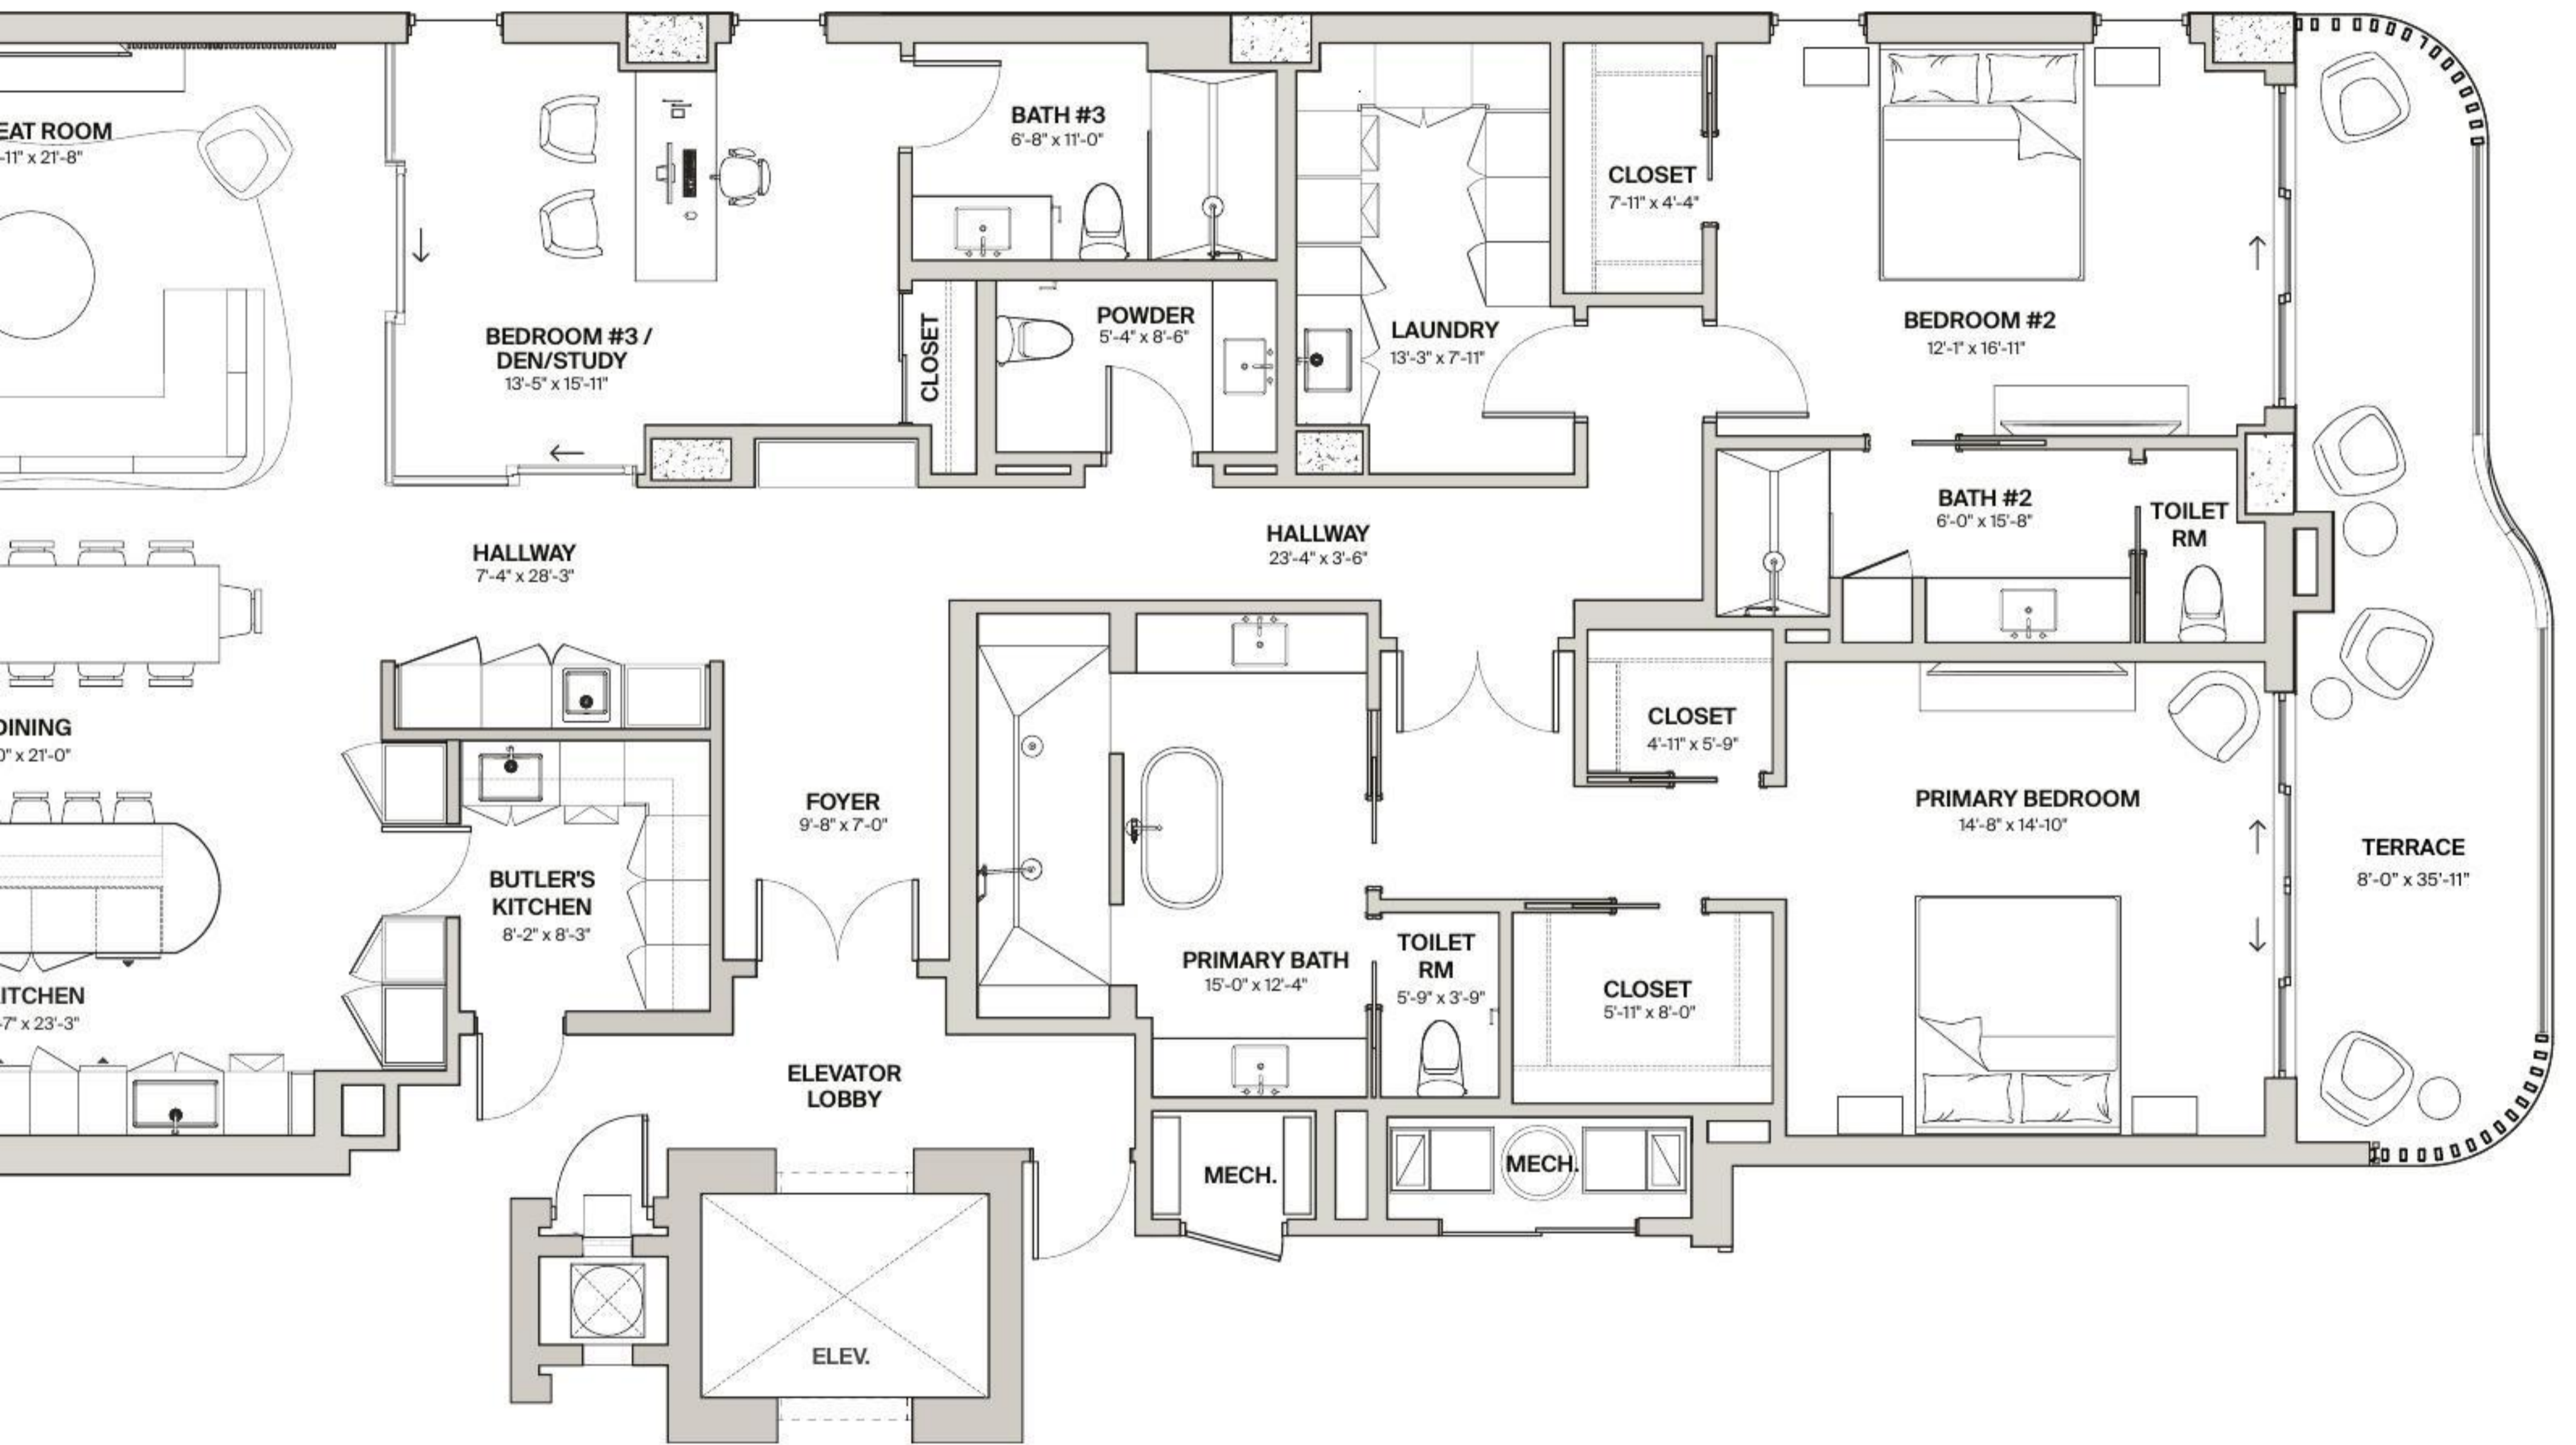 EAT ROOM
-11" x 21'-8"
BATH #3
6'-8" x 11'-0"
CLOSET
7'-11" x 4'-4"
BEDROOM #3 /
DEN/STUDY
13'-5" x 15'-11"
CLOSET
POWDER
5'-4" x 8'-6"
LAUNDRY
13'-3" x 7'-11"
BEDROOM #2
12'-1" x 16'-11"
HALLWAY
7'-4" x 28'-3"
HALLWAY
23'-4" x 3'-6"
BATH #2
6'-0" x 15'-8"
TOILET
RM
DINING
0" x 21'-0"
CLOSET
4'-11" x 5'-9"
FOYER
9'-8" x 7'-0"
PRIMARY BEDROOM
14'-8" x 14'-10"
TERRACE
8'-0" x 35'-11"
BUTLER'S
KITCHEN
8'-2" x 8'-3"
PRIMARY BATH
15'-0" x 12'-4"
TOILET
RM
5'-9" x 3'-9"
CLOSET
5'-11" x 8'-0"
ITCHEN
-7" x 23'-3"
ELEVATOR
LOBBY
MECH.
MECH.
ELEV.